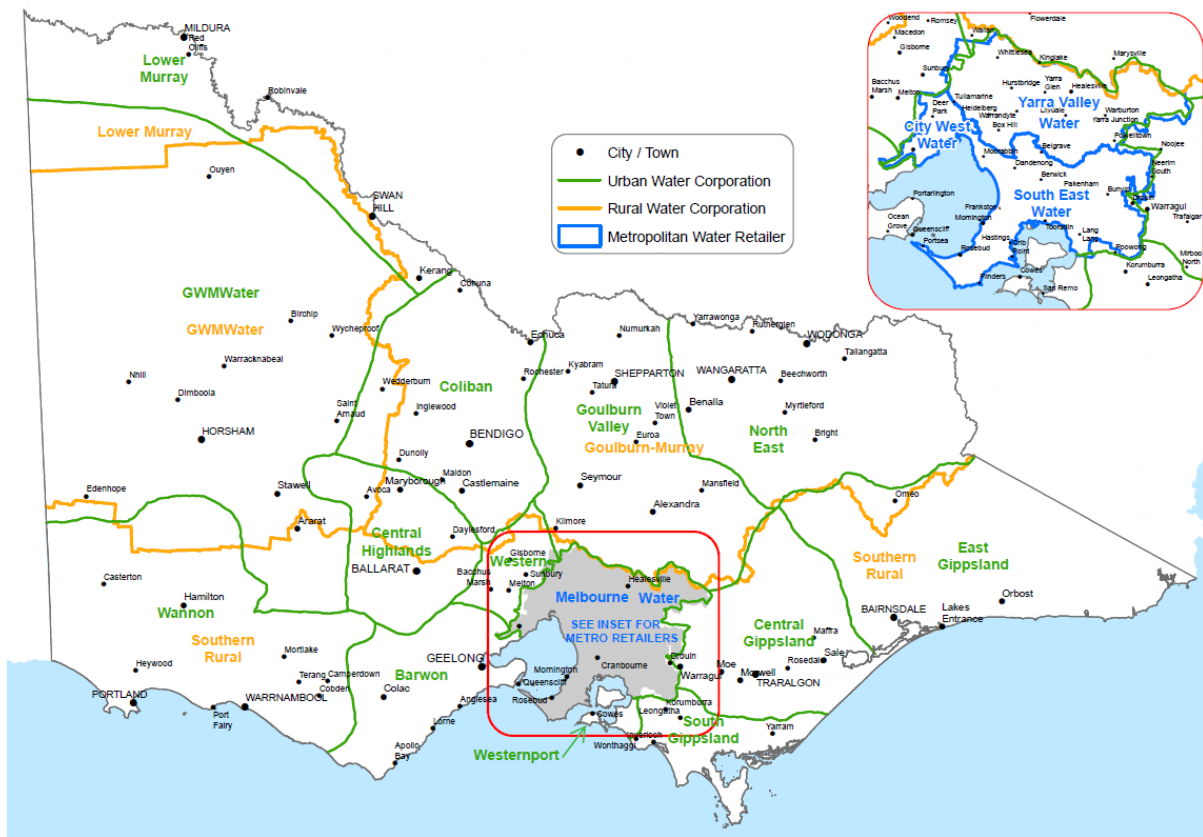 MILDURA
Red
Cliffs
Lower
Murray
Robinvale
Lower Murray
Ouyen
SWAN
HILL
City / Town
Urban Water Corporation
Rural Water Corporation
Metropolitan Water Retailer
Kerang
Cohuna
GWMWater
GWMWater
Birchip
Wycheproof
Warracknabeal
Nhill
Dimboola
Wedderburn
Saint
Arnaud
HORSHAM
Echuca
Rochester
Coliban
Inglewood
BENDIGO
Dunolly
Maldon
Maryborough
Castlemaine
Avoca
Daylesford
Edenhope
Stawell
Ararat
Numurkah
Yarrawonga
Rutherglen
WODONGA
Tallangatta
Kyabram
SHEPPARTON
Tatura
WANGARATTA
Beechworth
Goulburn
Valley
Violet
Town
Benalla
Myrtleford
Euroa
Goulburn-Murray
North
East
Bright
Seymour
Mansfield
Alexandra
Kilmore
Omeo
Central
Highlands
BALLARAT
Casterton
Hamilton
Wannon
Southern
Rural
Heywood
PORTLAND
Port
Fairy
WARRNAMBOOL
Mortlake
Terang
Camperdown
Cobden
Colac
Barwon
GEELONG
Anglesea
Lorne
Apollo
Bay
Bacchus
Marsh
Gisborne
Western
Sunbury
Melton
Healesville
Melbourne Water
SEE INSET FOR
METRO RETAILERS
Cranbourne
Mornington
Queenscliff
Rosebud
Drouin
Warragul
Korumburra
Leongatha
Cowes
Inverloch
Wonthaggi
South
Gippsland
Westernport
Central
Gippsland
Moe
Morwell
TRARALGON
Maffra
Rosedale
Sale
Yarram
Southern
Rural
East
Gippsland
BAIRNSDALE
Lakes
Entrance
Orbost
Woodend
Romsey
Flowerdale
Macedon
Wallan
Gisborne
Whittlesea
Kinglake
Marysville
Sunbury
Bacchus
Marsh
Melton
Hurstbridge
Yarra
Glen
Healesville
Tullamarine
Yarra Valley
Water
Deer
Park
Heidelberg
Warrandyte
Lilydale
Warburton
Box Hill
Yarra Junction
City West
Water
Powelltown
Moorabbin
Belgrave
Noojee
Dandenong
Berwick
Neerim
South
Pakenham
Bunyip
Portarlington
South East
Water
Drouin
Warragul
Frankston
Mornington
Tooradin
Trafalgar
Ocean
Grove
Queenscliff
Portsea
Hastings
Crib
Point
Lang
Lang
Rosebud
Poowong
Mirboo
North
Korumburra
Flinders
Cowes
Leongatha
San Remo